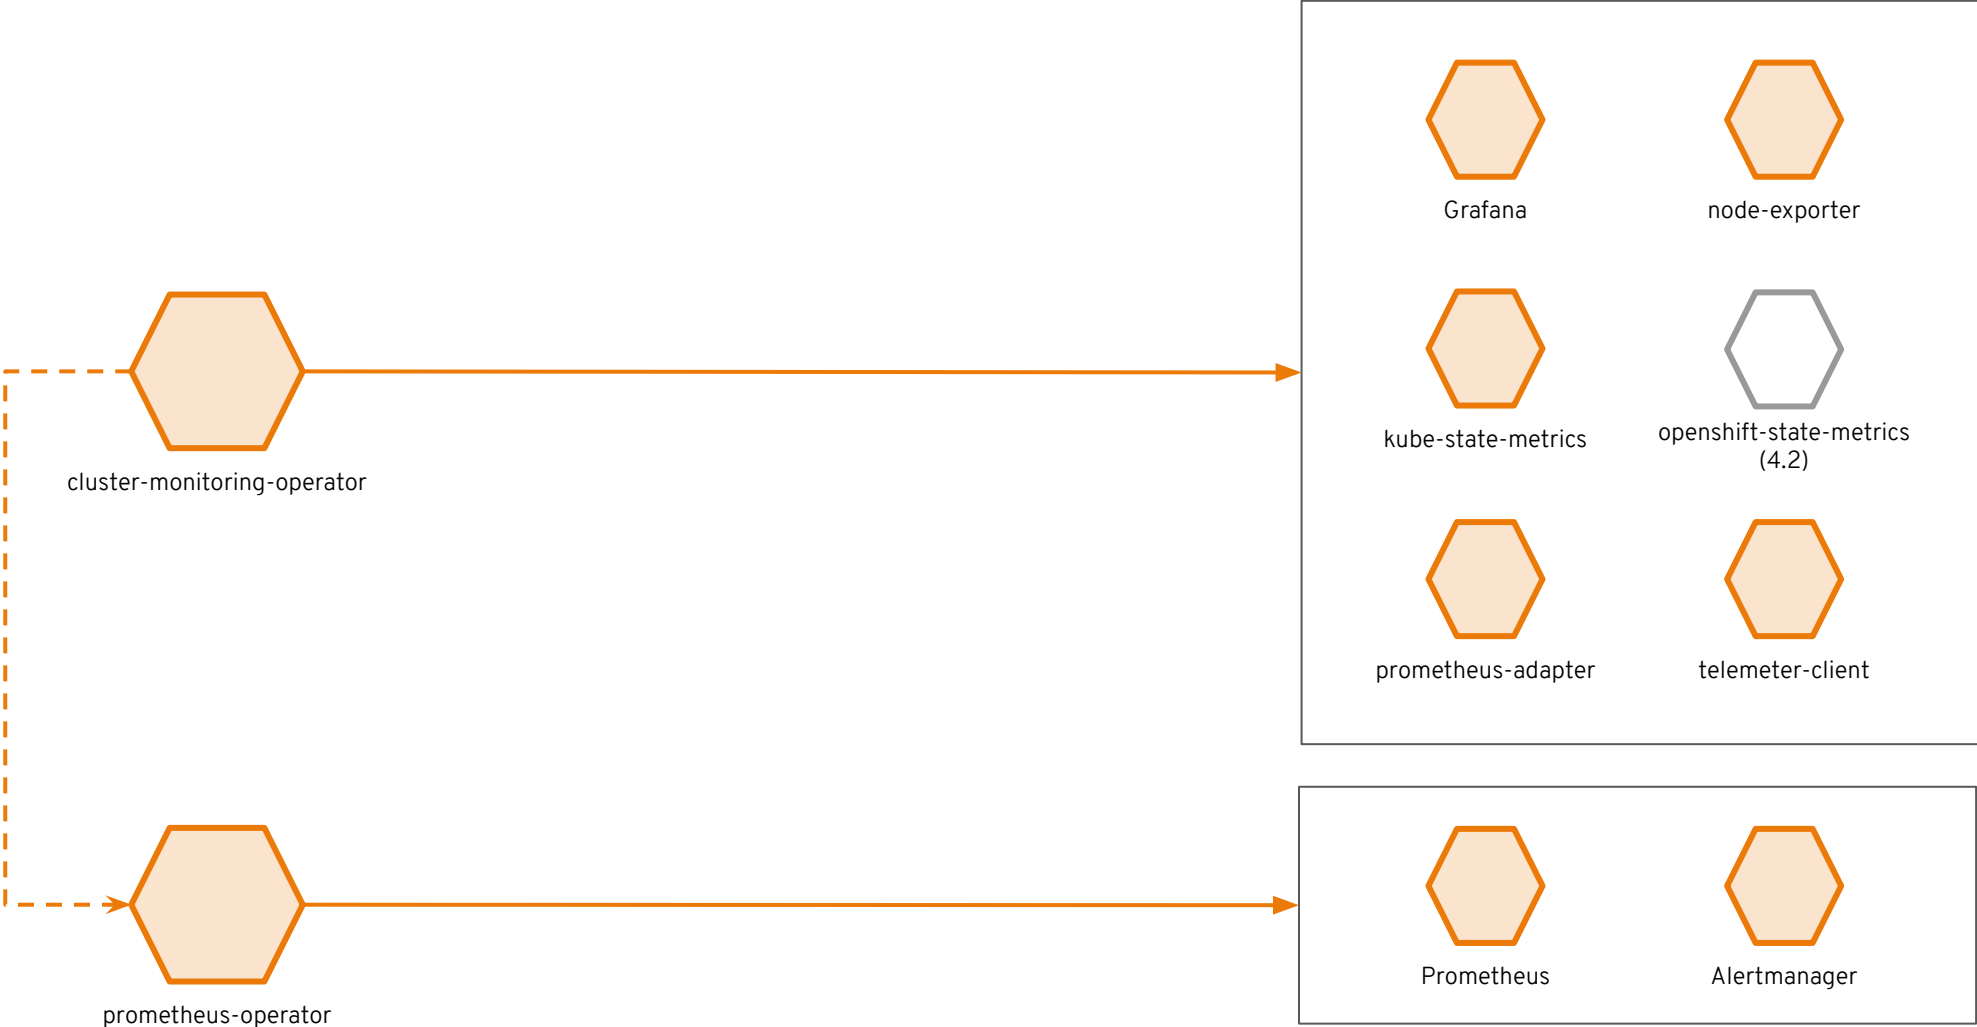 Grafana
node-exporter
kube-state-metrics
openshift-state-metrics
(4.2)
cluster-monitoring-operator
prometheus-adapter
telemeter-client
Prometheus
Alertmanager
prometheus-operator